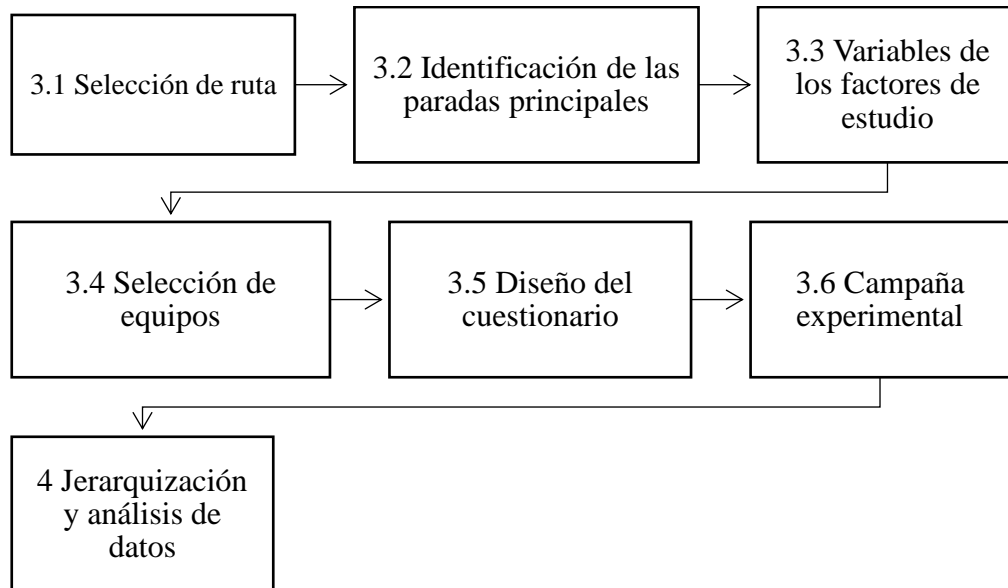 3.1 Selección de ruta
3.2 Identificación de las
paradas principales
3.3 Variables de
los factores de
estudio
3.4 Selección de
equipos
3.5 Diseño del
cuestionario
3.6 Campaña
experimental
4 Jerarquización
y análisis de
datos